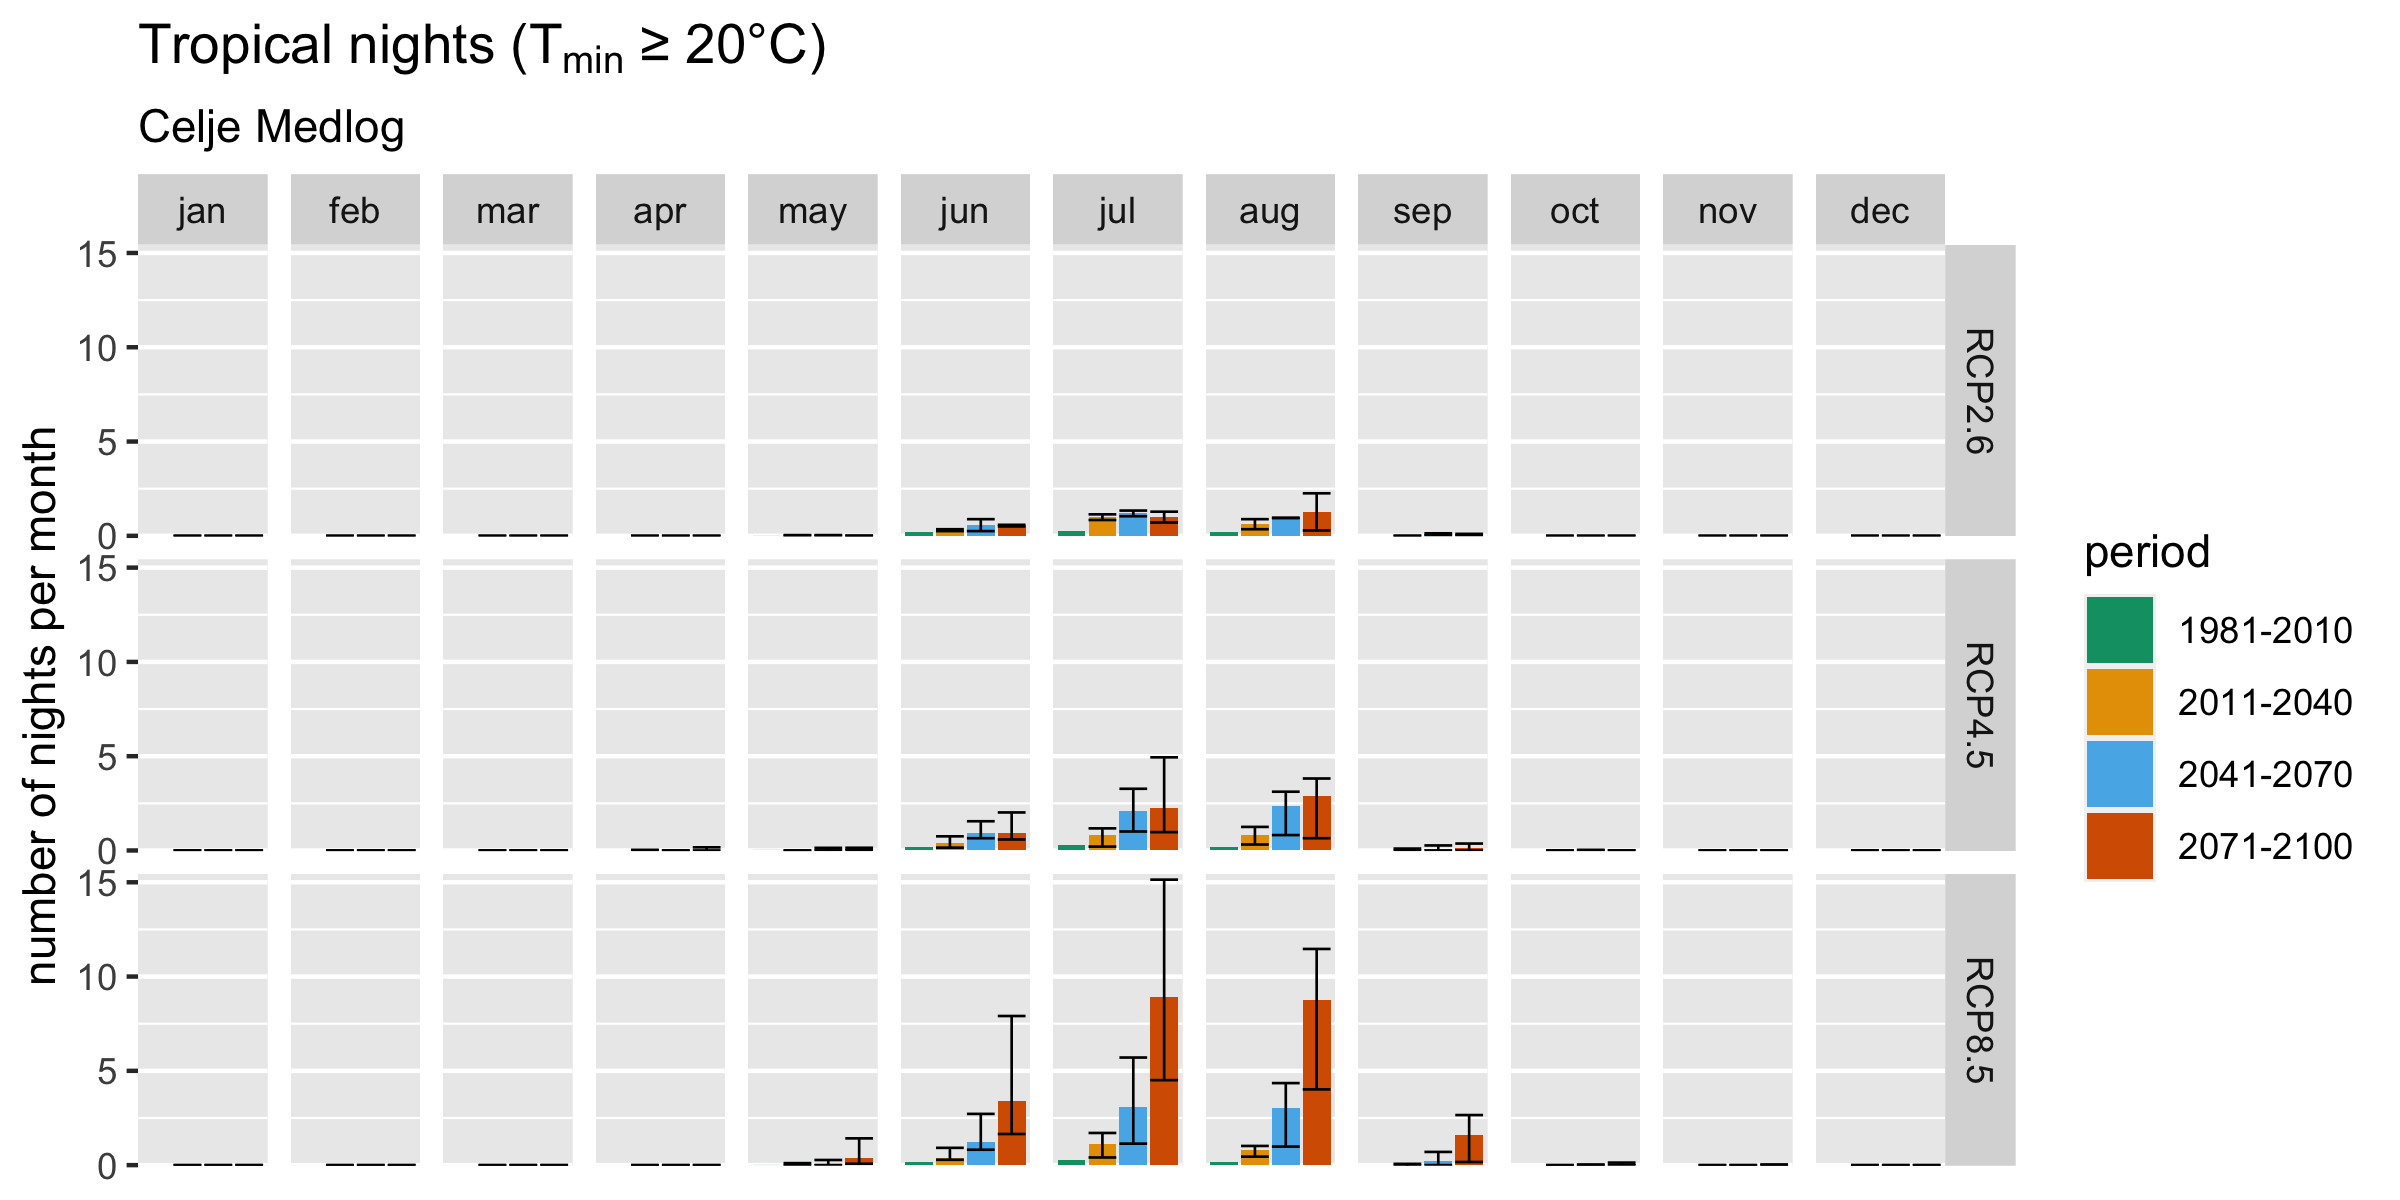 Tropical nights (Tmin ≥ 20°C)
Celje Medlog
jan feb mar apr may jun jul aug sep oct nov dec
number of nights per month
15
10
5
0
RCP2.6
15
10
5
0
RCP4.5
15
10
5
0
RCP8.5
period
1981-2010
2011-2040
2041-2070
2071-2100